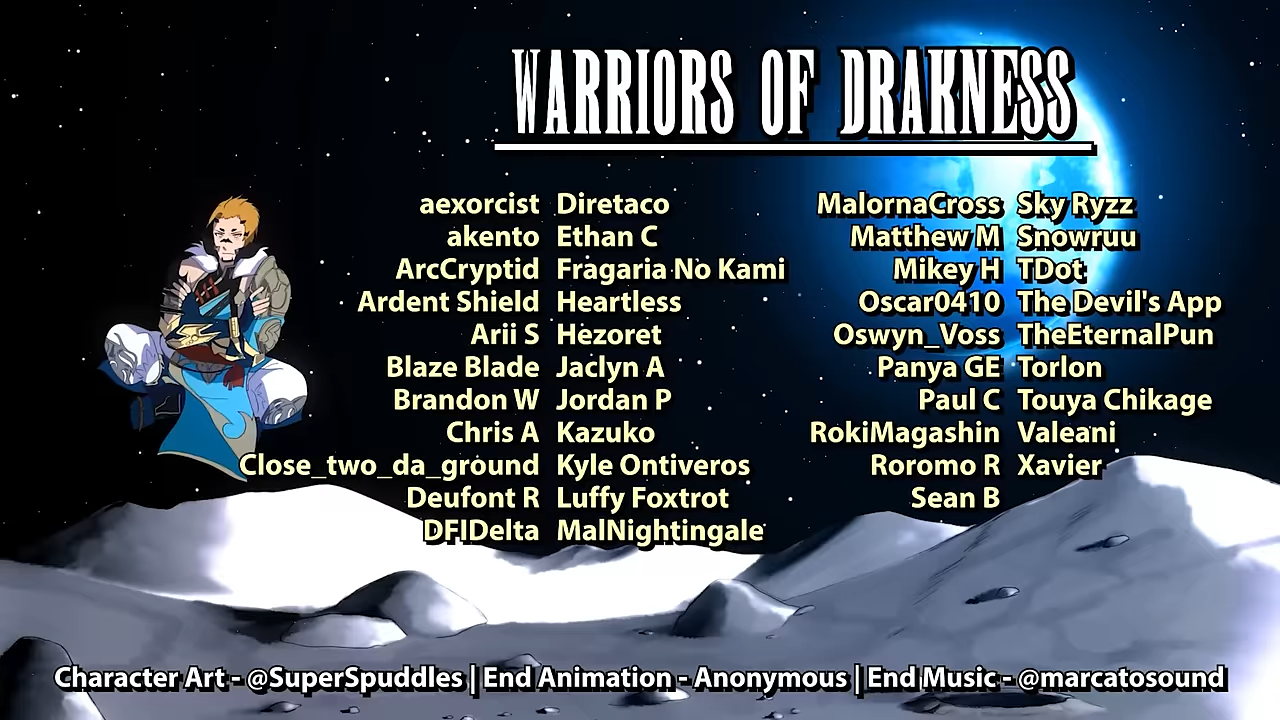 WARRIORS OF DRAKNESS
aexorcist Diretaco MalornaCross Sky Ryzz
akento Ethan C Matthew M Snowruu
ArcCryptid Fragaria No Kami Mikey H TDot
Ardent Shield Heartless Oscar0410 The Devil's App
Arii S Hezoret Oswyn_Voss TheEternalPun
Blaze Blade Jaclyn A Panya GE Torlon
Brandon W Jordan P Paul C Touya Chikage
Chris A Kazuko RokiMagashin Valeani
Close_two_da_ground Kyle Ontiveros Roromo R Xavier
Deufont R Luffy Foxtrot Sean B
DFIDelta MalNightingale
Character Art - @SuperSpuddles | End Animation - Anonymous | End Music - @marcatosound